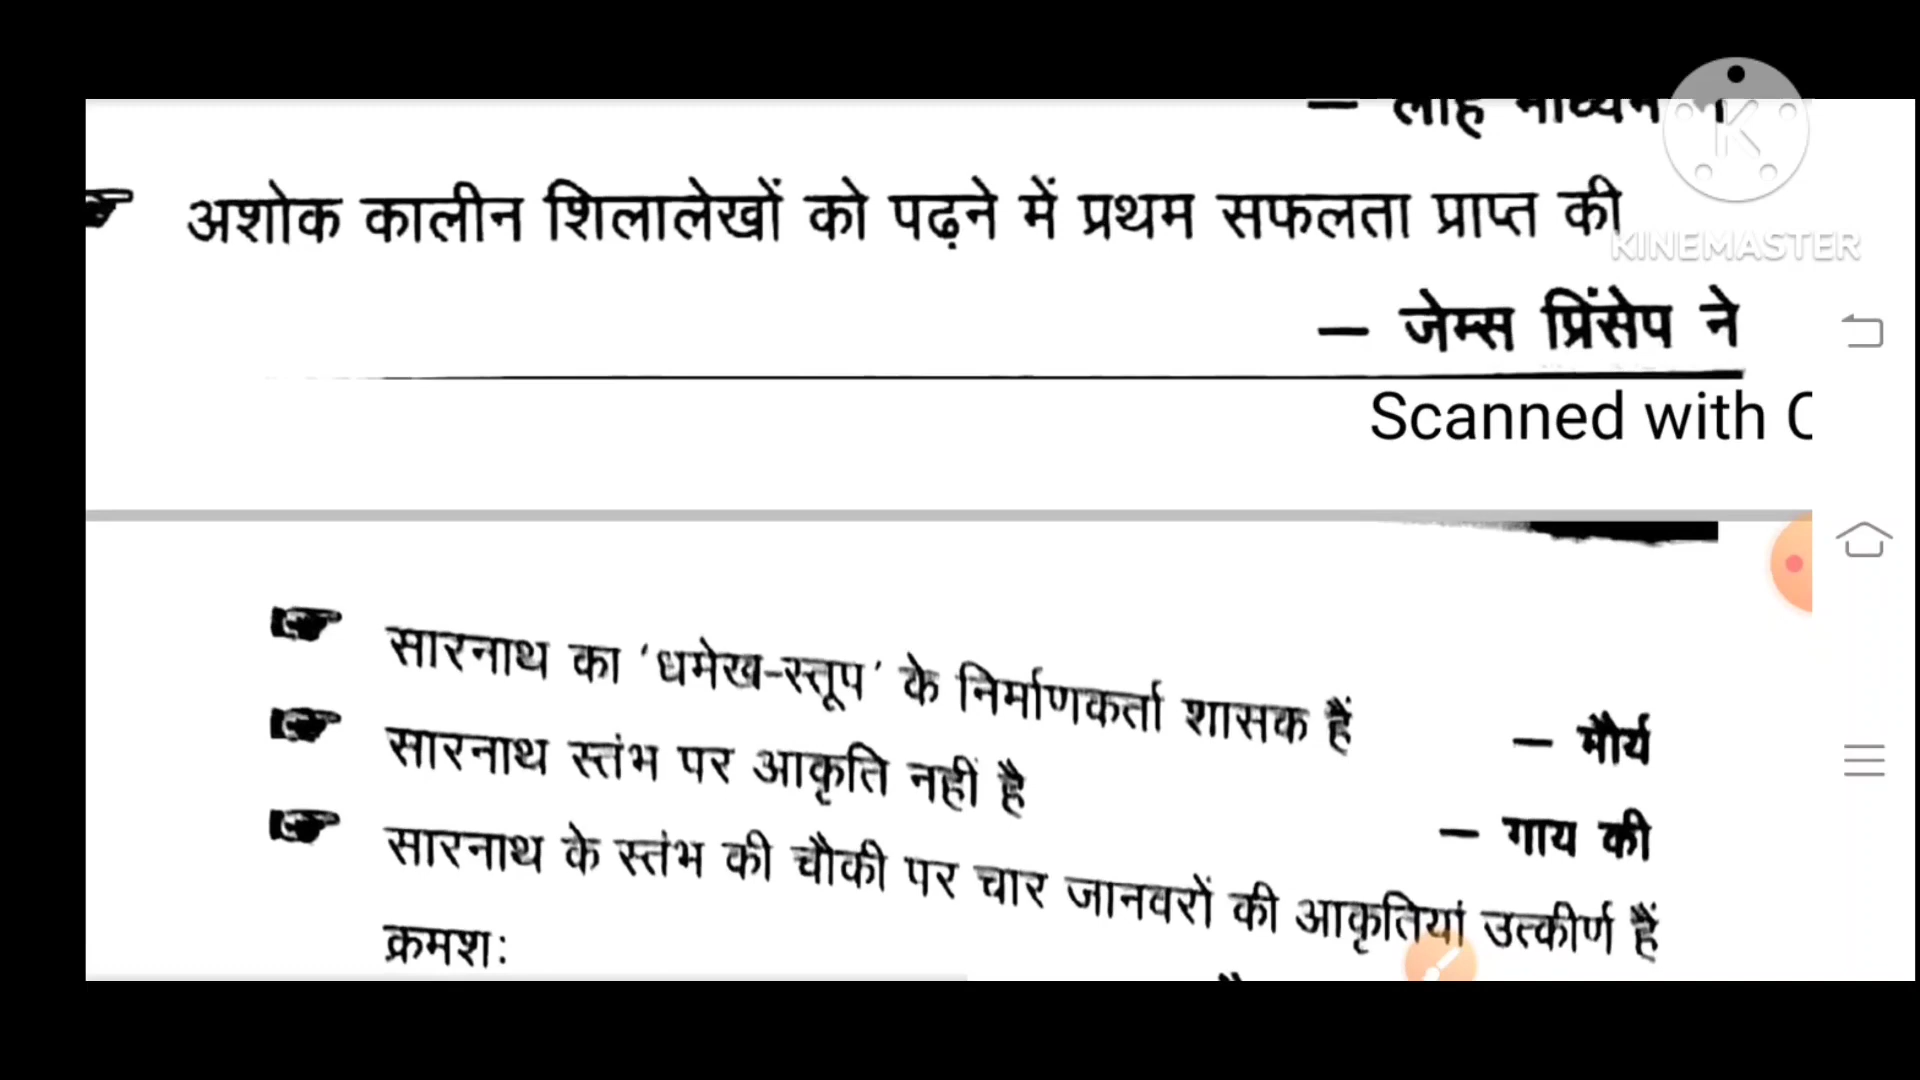 अशोक कालीन शिलालेखों को पढ़ने में प्रथम सफलता प्राप्त की
KINEMASTER
— जेम्स प्रिंसेप ने
Scanned with C
सारनाथ का 'धमेख-स्तूप' के निर्माणकर्ता शासक हैं — मौर्य
सारनाथ स्तंभ पर आकृति नहीं है — गाय की
सारनाथ के स्तंभ की चौकी पर चार जानवरों की आकृतियां उत्कीर्ण हैं
क्रमशः